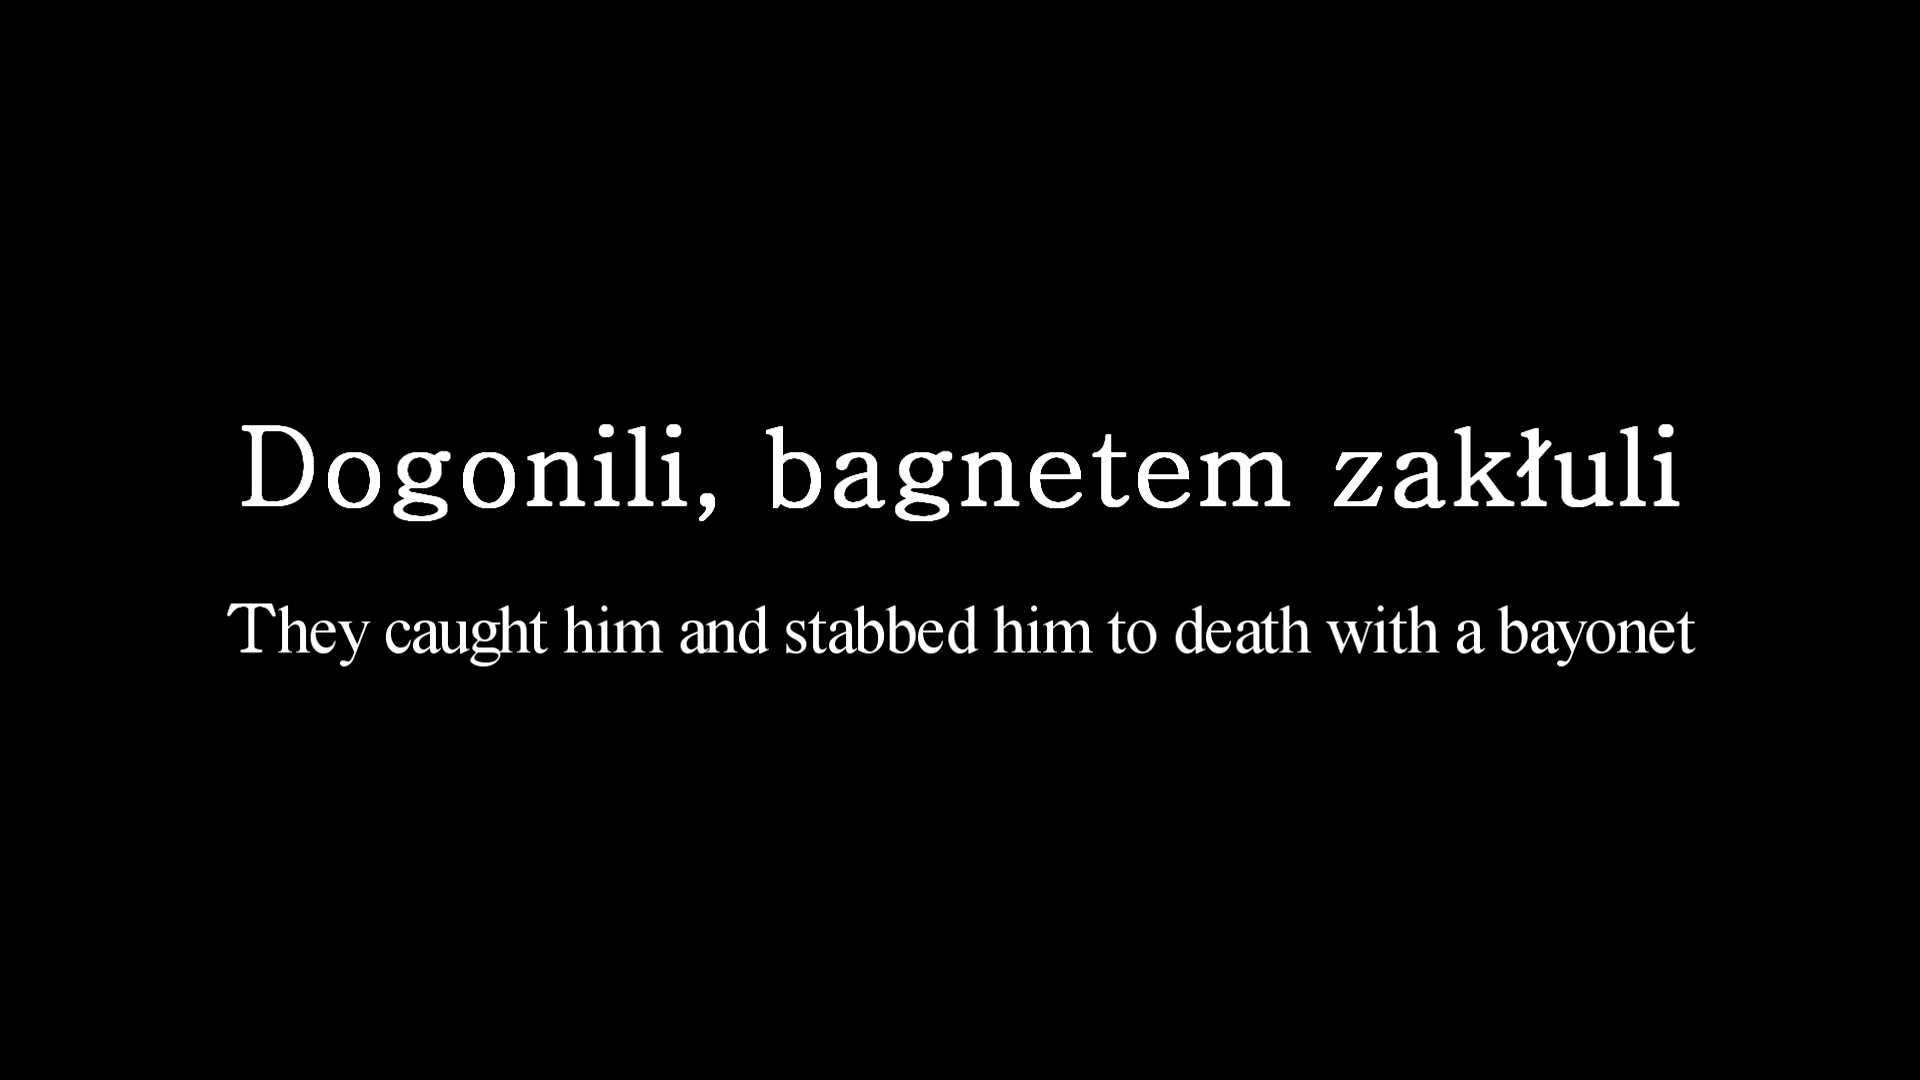 Dogonili, bagnetem zakłuli
They caught him and stabbed him to death with a bayonet